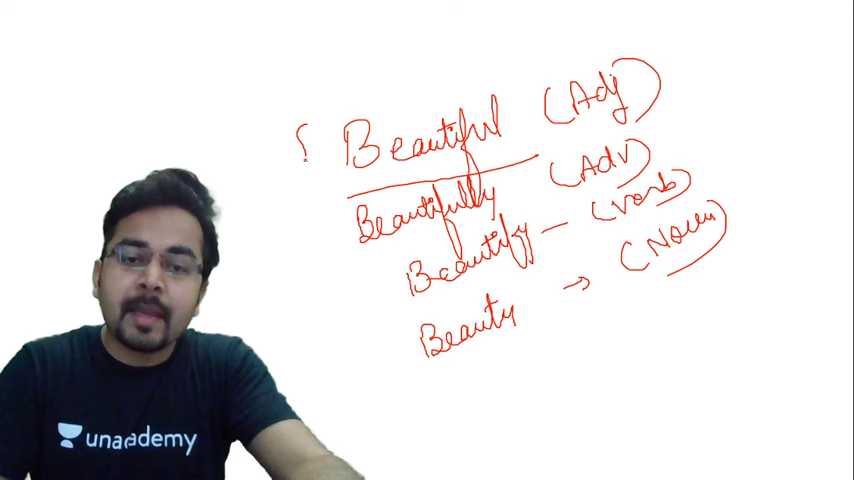 Beautiful (Adj)
Beautifully (Adv)
Beautify - (Verb)
Beauty → (Noun)
unacademy